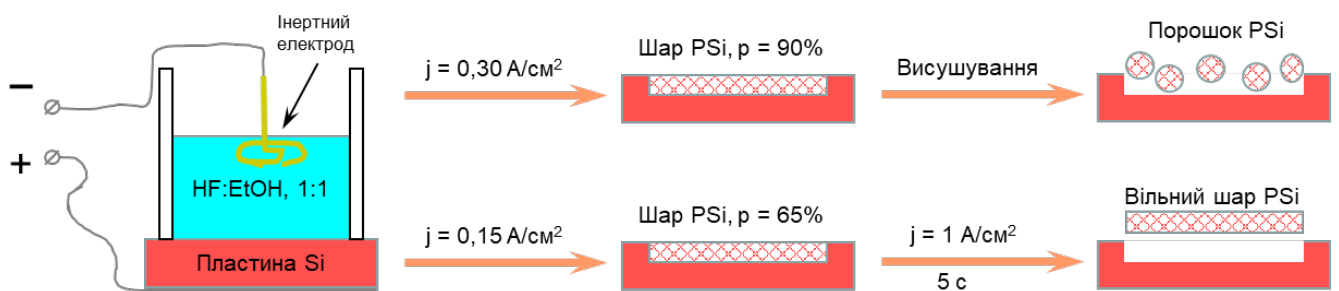 Інертний
електрод
−
+
HF:EtOH, 1:1
Пластина Si
j = 0,30 А/см²
Шар PSi, p = 90%
Висушування
Порошок PSi
j = 0,15 А/см²
Шар PSi, p = 65%
j = 1 А/см²
5 с
Вільний шар PSi